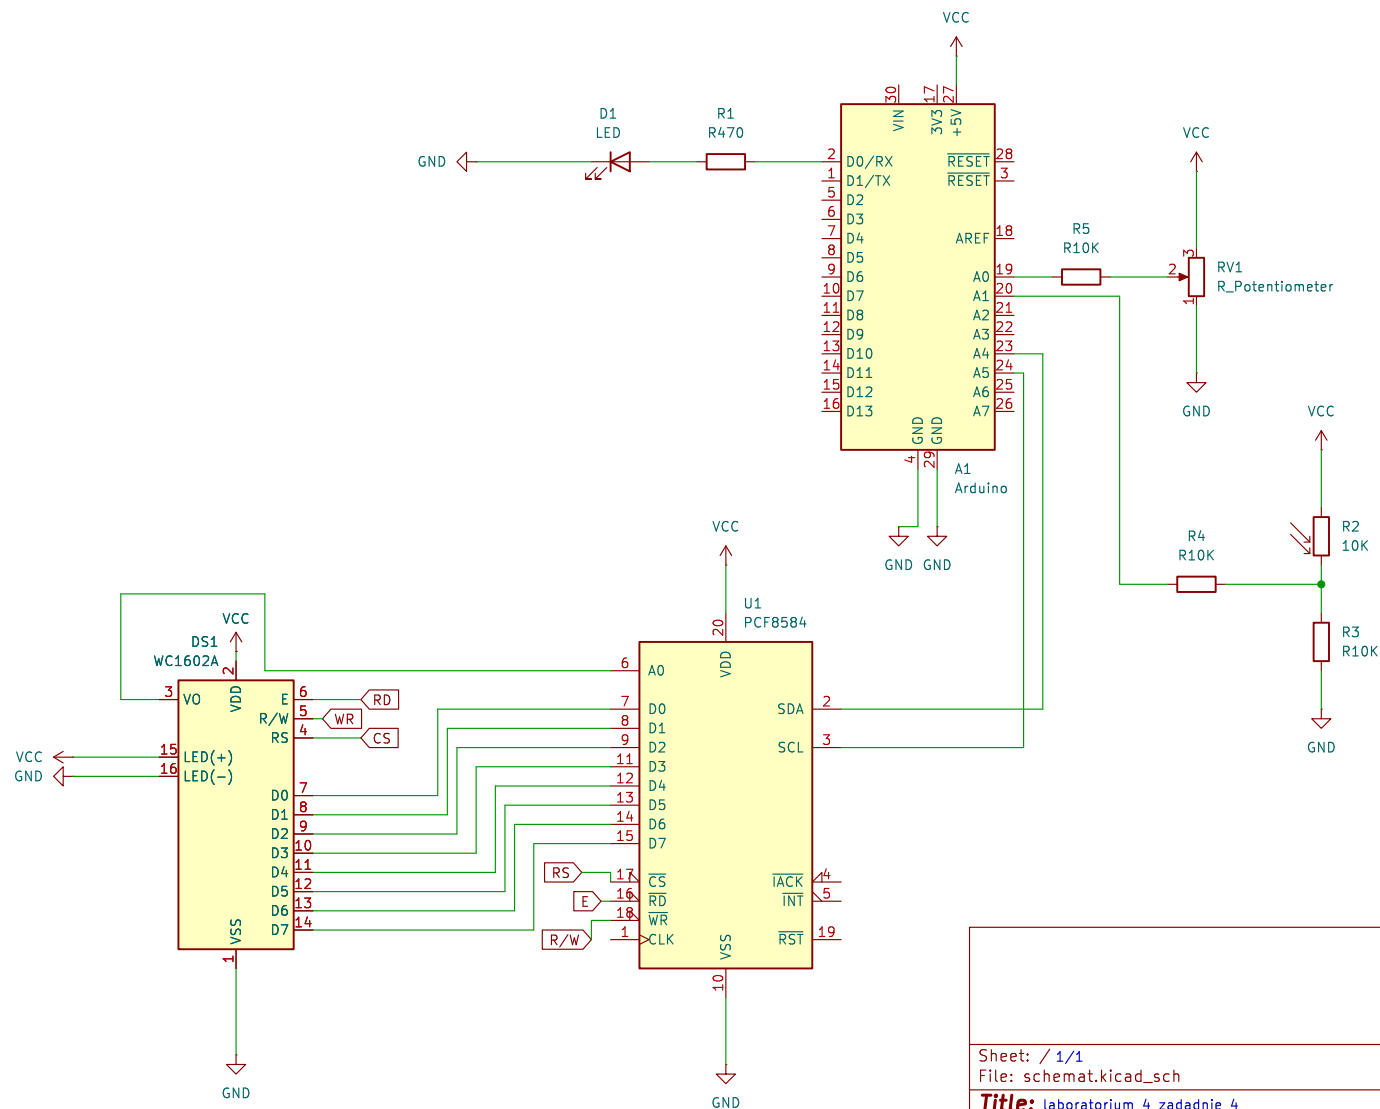 VCC
D1
LED
R1
R470
GND
30
17
27
VIN
3V3
+5V
2 D0/RX
1 D1/TX
5 D2
6 D3
7 D4
8 D5
9 D6
10 D7
11 D8
12 D9
13 D10
14 D11
15 D12
16 D13
RESET 28
RESET 3
AREF 18
A0 19
A1 20
A2 21
A3 22
A4 23
A5 24
A6 25
A7 26
GND
GND
4
29
A1
Arduino
GND
GND
R5
R10K
VCC
3
2
1
RV1
R_Potentiometer
GND
VCC
R2
10K
R4
R10K
R3
R10K
GND
VCC
DS1
WC1602A
2
VDD
3 VO
E 6
R/W 5
RS 4
RD
WR
CS
VCC
GND
15 LED(+)
16 LED(-)
D0 7
D1 8
D2 9
D3 10
D4 11
D5 12
D6 13
D7 14
VSS
1
GND
VCC
U1
PCF8584
20
VDD
6 A0
7 D0
8 D1
9 D2
11 D3
12 D4
13 D5
14 D6
15 D7
SDA 2
SCL 3
RS
E
R/W
17 CS
16 RD
18 WR
1 CLK
IACK 4
INT 5
RST 19
VSS
10
GND
Sheet: / 1/1
File: schemat.kicad_sch
Title: laboratorium 4 zadadnie 4